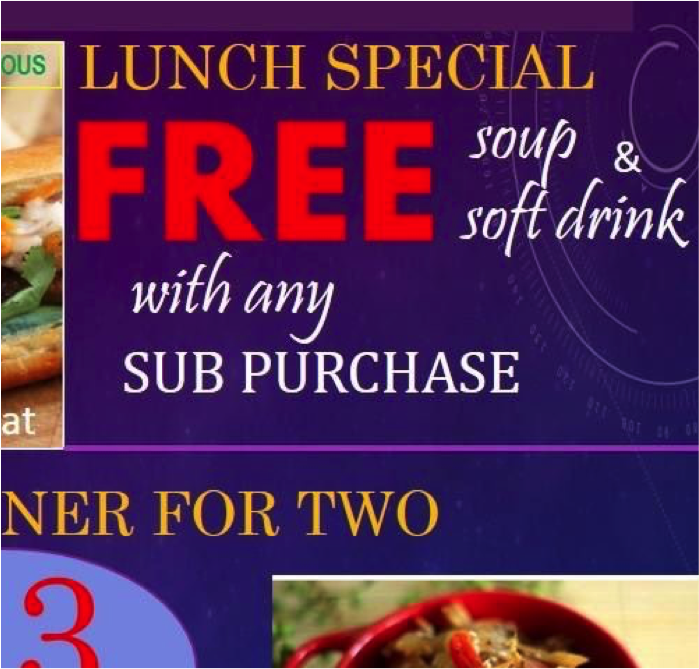 OUS
LUNCH SPECIAL
FREE soup &
soft drink
with any
SUB PURCHASE
at
NER FOR TWO
3